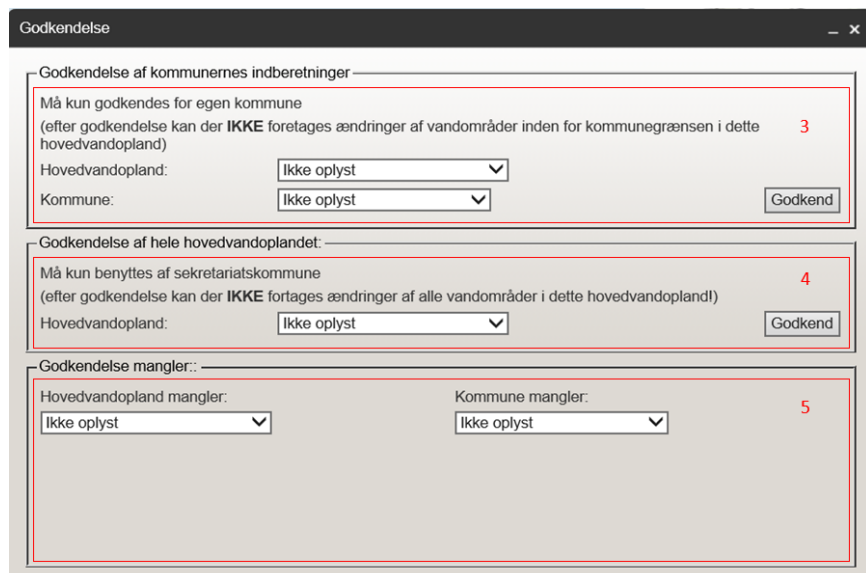 Godkendelse
Godkendelse af kommunernes indberetninger
Må kun godkendes for egen kommune
(efter godkendelse kan der IKKE foretages ændringer af vandområder inden for kommunegrænsen i dette
hovedvandopland)
3
Hovedvandopland: Ikke oplyst
Kommune: Ikke oplyst Godkend
Godkendelse af hele hovedvandoplandet:
Må kun benyttes af sekretariatskommune
4
(efter godkendelse kan der IKKE fortages ændringer af alle vandområder i dette hovedvandopland!)
Hovedvandopland: Ikke oplyst Godkend
Godkendelse mangler::
Hovedvandopland mangler: Kommune mangler:
5
Ikke oplyst Ikke oplyst